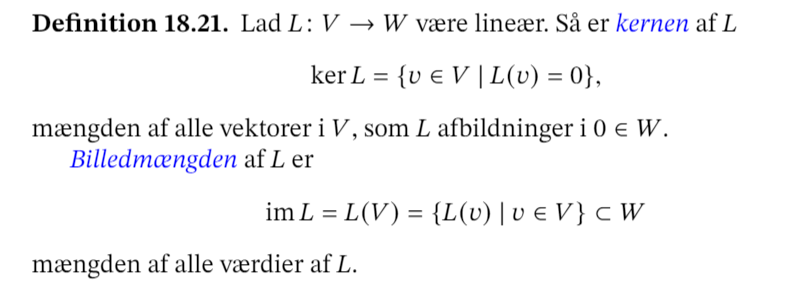 Definition 18.21. Lad L: V → W være lineær. Så er kernen af L
ker L = {v ∈ V | L(v) = 0},
mængden af alle vektorer i V, som L afbildninger i 0 ∈ W.
Billedmængden af L er
im L = L(V) = {L(v) | v ∈ V} ⊂ W
mængden af alle værdier af L.